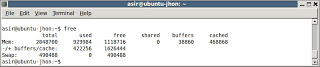 asir@ubuntu-jhon: ~
File Edit View Terminal Help
asir@ubuntu-jhon:~$ free
total used free shared buffers cached
Mem: 2048700 929984 1118716 0 38860 468868
-/+ buffers/cache: 422256 1626444
Swap: 490488 0 490488
asir@ubuntu-jhon:~$